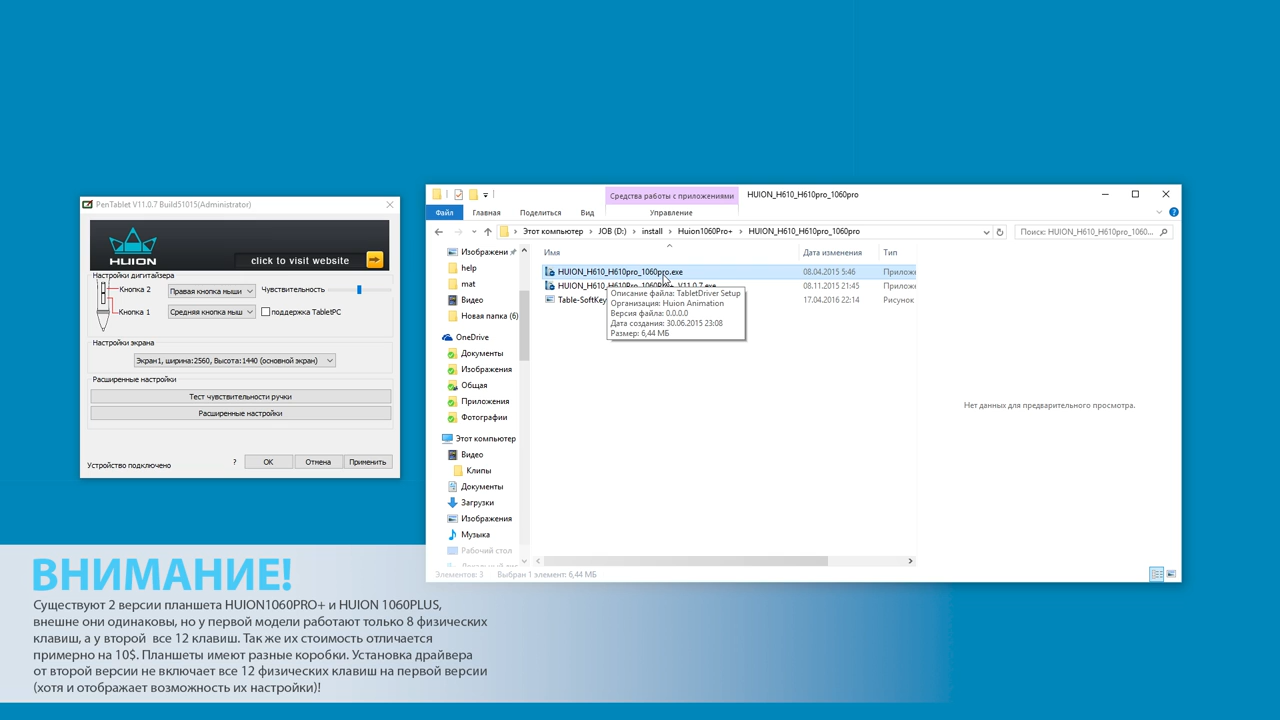 PenTablet V11.0.7 Build51015(Administrator)
HUION
click to visit website
Настройки дигитайзера
Кнопка 2
Правая кнопка мыши
Чувствительность
Кнопка 1
Средняя кнопка мыш
поддержка TabletPC
Настройки экрана
Экран1, ширина:2560, Высота:1440 (основной экран)
Расширенные настройки
Тест чувствительности ручки
Расширенные настройки
Устройство подключено
?
OK
Отмена
Применить
Средства работы с приложениями
HUION_H610_H610pro_1060pro
Файл
Главная
Поделиться
Вид
Управление
Этот компьютер
JOB (D:)
install
Huion1060Pro+
HUION_H610_H610pro_1060pro
Поиск: HUION_H610_H610pro_1060...
Изображени
help
mat
Видео
Новая папка (6)
OneDrive
Документы
Изображения
Общая
Приложения
Фотографии
Этот компьютер
Видео
Клипы
Документы
Загрузки
Изображения
Музыка
Рабочий стол
Имя
Дата изменения
Тип
HUION_H610_H610pro_1060pro.exe
08.04.2015 5:46
Приложе
HUION_H610_H610Pro_1060Pro+_V11.0.7.exe
08.11.2015 21:45
Приложе
Table-SoftKey
17.04.2016 22:14
Рисунок
Описание файла: TabletDriver Setup
Организация: Huion Animation
Версия файла: 0.0.0.0
Дата создания: 30.06.2015 23:08
Размер: 6,44 МБ
Нет данных для предварительного просмотра.
Элементов: 3
Выбран 1 элемент: 6,44 МБ
ВНИМАНИЕ!
Существуют 2 версии планшета HUION1060PRO+ и HUION 1060PLUS,
внешне они одинаковы, но у первой модели работают только 8 физических
клавиш, а у второй все 12 клавиш. Так же их стоимость отличается
примерно на 10$. Планшеты имеют разные коробки. Установка драйвера
от второй версии не включает все 12 физических клавиш на первой версии
(хотя и отображает возможность их настройки)!